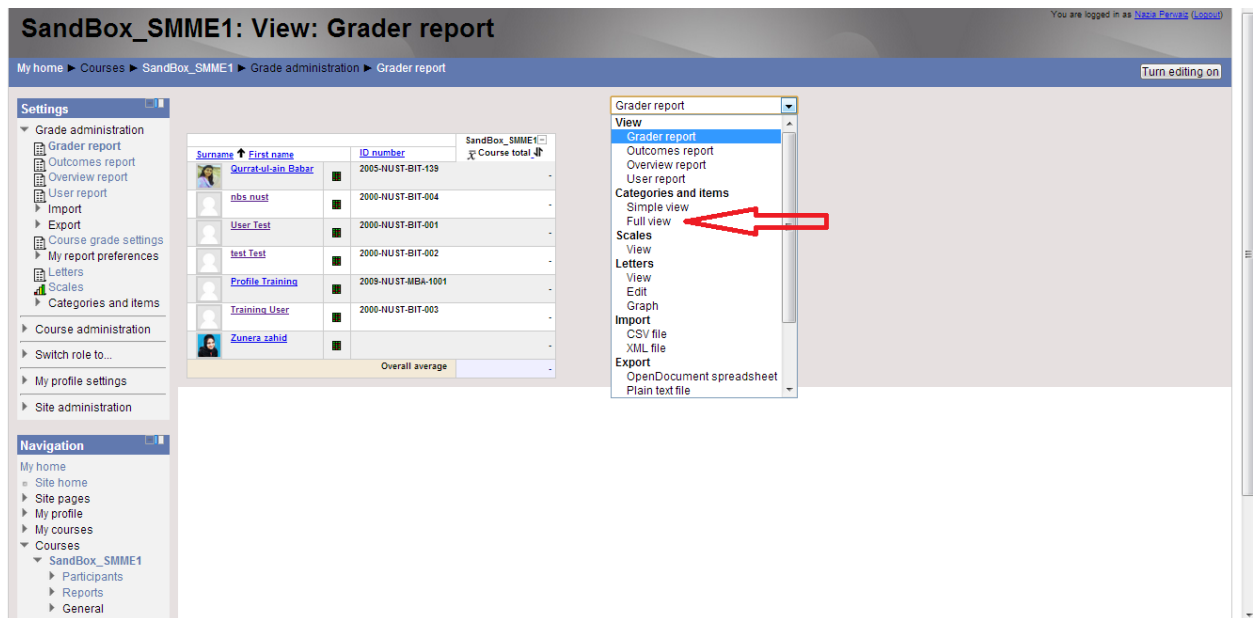 SandBox_SMME1: View: Grader report
You are logged in as Nazia Perwaiz (Logout)
My home ► Courses ► SandBox_SMME1 ► Grade administration ► Grader report
Turn editing on
Settings
Grade administration
Grader report
Outcomes report
Overview report
User report
Import
Export
Course grade settings
My report preferences
Letters
Scales
Categories and items
Course administration
Switch role to...
My profile settings
Site administration
Navigation
My home
Site home
Site pages
My profile
My courses
Courses
SandBox_SMME1
Participants
Reports
General
SandBox_SMME1
Surname ↑ First name ID number x̅ Course total
Qurrat-ul-ain Babar 2005-NUST-BIT-139 -
nbs nust 2000-NUST-BIT-004 -
User Test 2000-NUST-BIT-001 -
test Test 2000-NUST-BIT-002 -
Profile Training 2009-NUST-MBA-1001 -
Training User 2000-NUST-BIT-003 -
Zunera zahid -
Overall average -
Grader report
View
Grader report
Outcomes report
Overview report
User report
Categories and items
Simple view
Full view
Scales
View
Letters
View
Edit
Graph
Import
CSV file
XML file
Export
OpenDocument spreadsheet
Plain text file